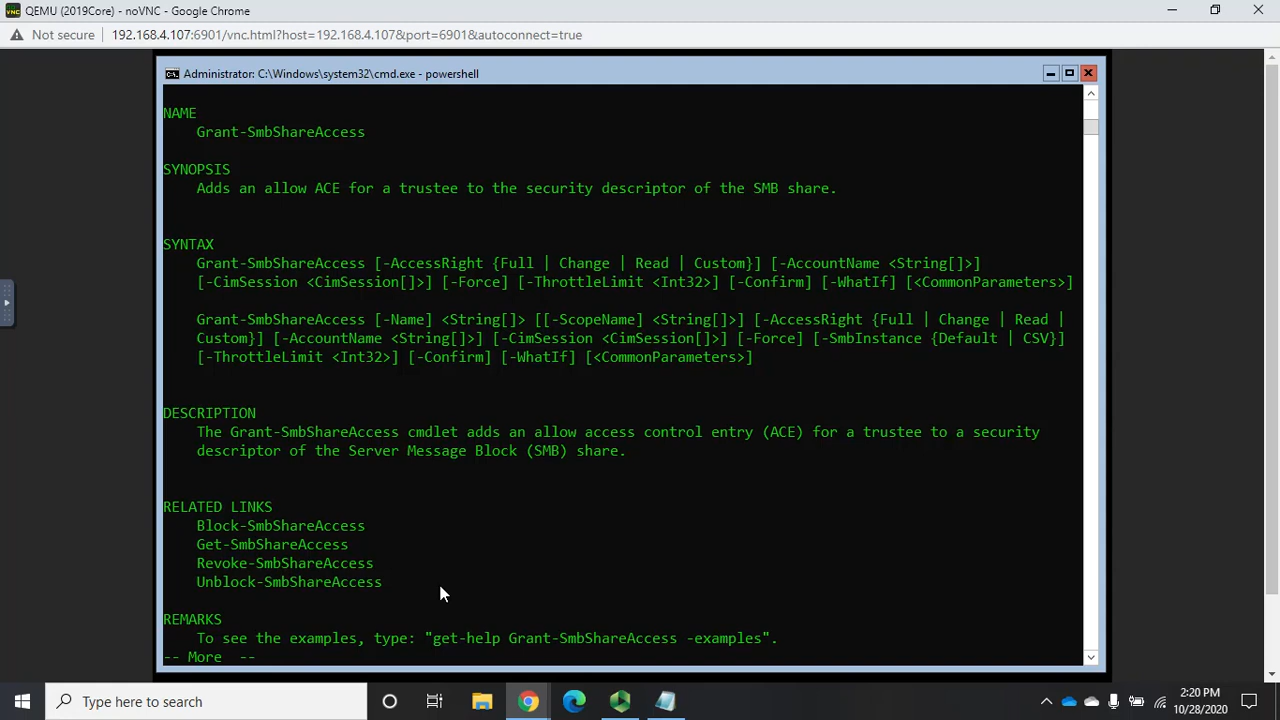 QEMU (2019Core) - noVNC - Google Chrome
Not secure 192.168.4.107:6901/vnc.html?host=192.168.4.107&port=6901&autoconnect=true
Administrator: C:\Windows\system32\cmd.exe - powershell
NAME
Grant-SmbShareAccess
SYNOPSIS
Adds an allow ACE for a trustee to the security descriptor of the SMB share.
SYNTAX
Grant-SmbShareAccess [-AccessRight {Full | Change | Read | Custom}] [-AccountName <String[]>]
[-CimSession <CimSession[]>] [-Force] [-ThrottleLimit <Int32>] [-Confirm] [-WhatIf] [<CommonParameters>]
Grant-SmbShareAccess [-Name] <String[]> [[-ScopeName] <String[]>] [-AccessRight {Full | Change | Read |
Custom}] [-AccountName <String[]>] [-CimSession <CimSession[]>] [-Force] [-SmbInstance {Default | CSV}]
[-ThrottleLimit <Int32>] [-Confirm] [-WhatIf] [<CommonParameters>]
DESCRIPTION
The Grant-SmbShareAccess cmdlet adds an allow access control entry (ACE) for a trustee to a security
descriptor of the Server Message Block (SMB) share.
RELATED LINKS
Block-SmbShareAccess
Get-SmbShareAccess
Revoke-SmbShareAccess
Unblock-SmbShareAccess
REMARKS
To see the examples, type: "get-help Grant-SmbShareAccess -examples".
-- More  --
Type here to search
2:20 PM
10/28/2020